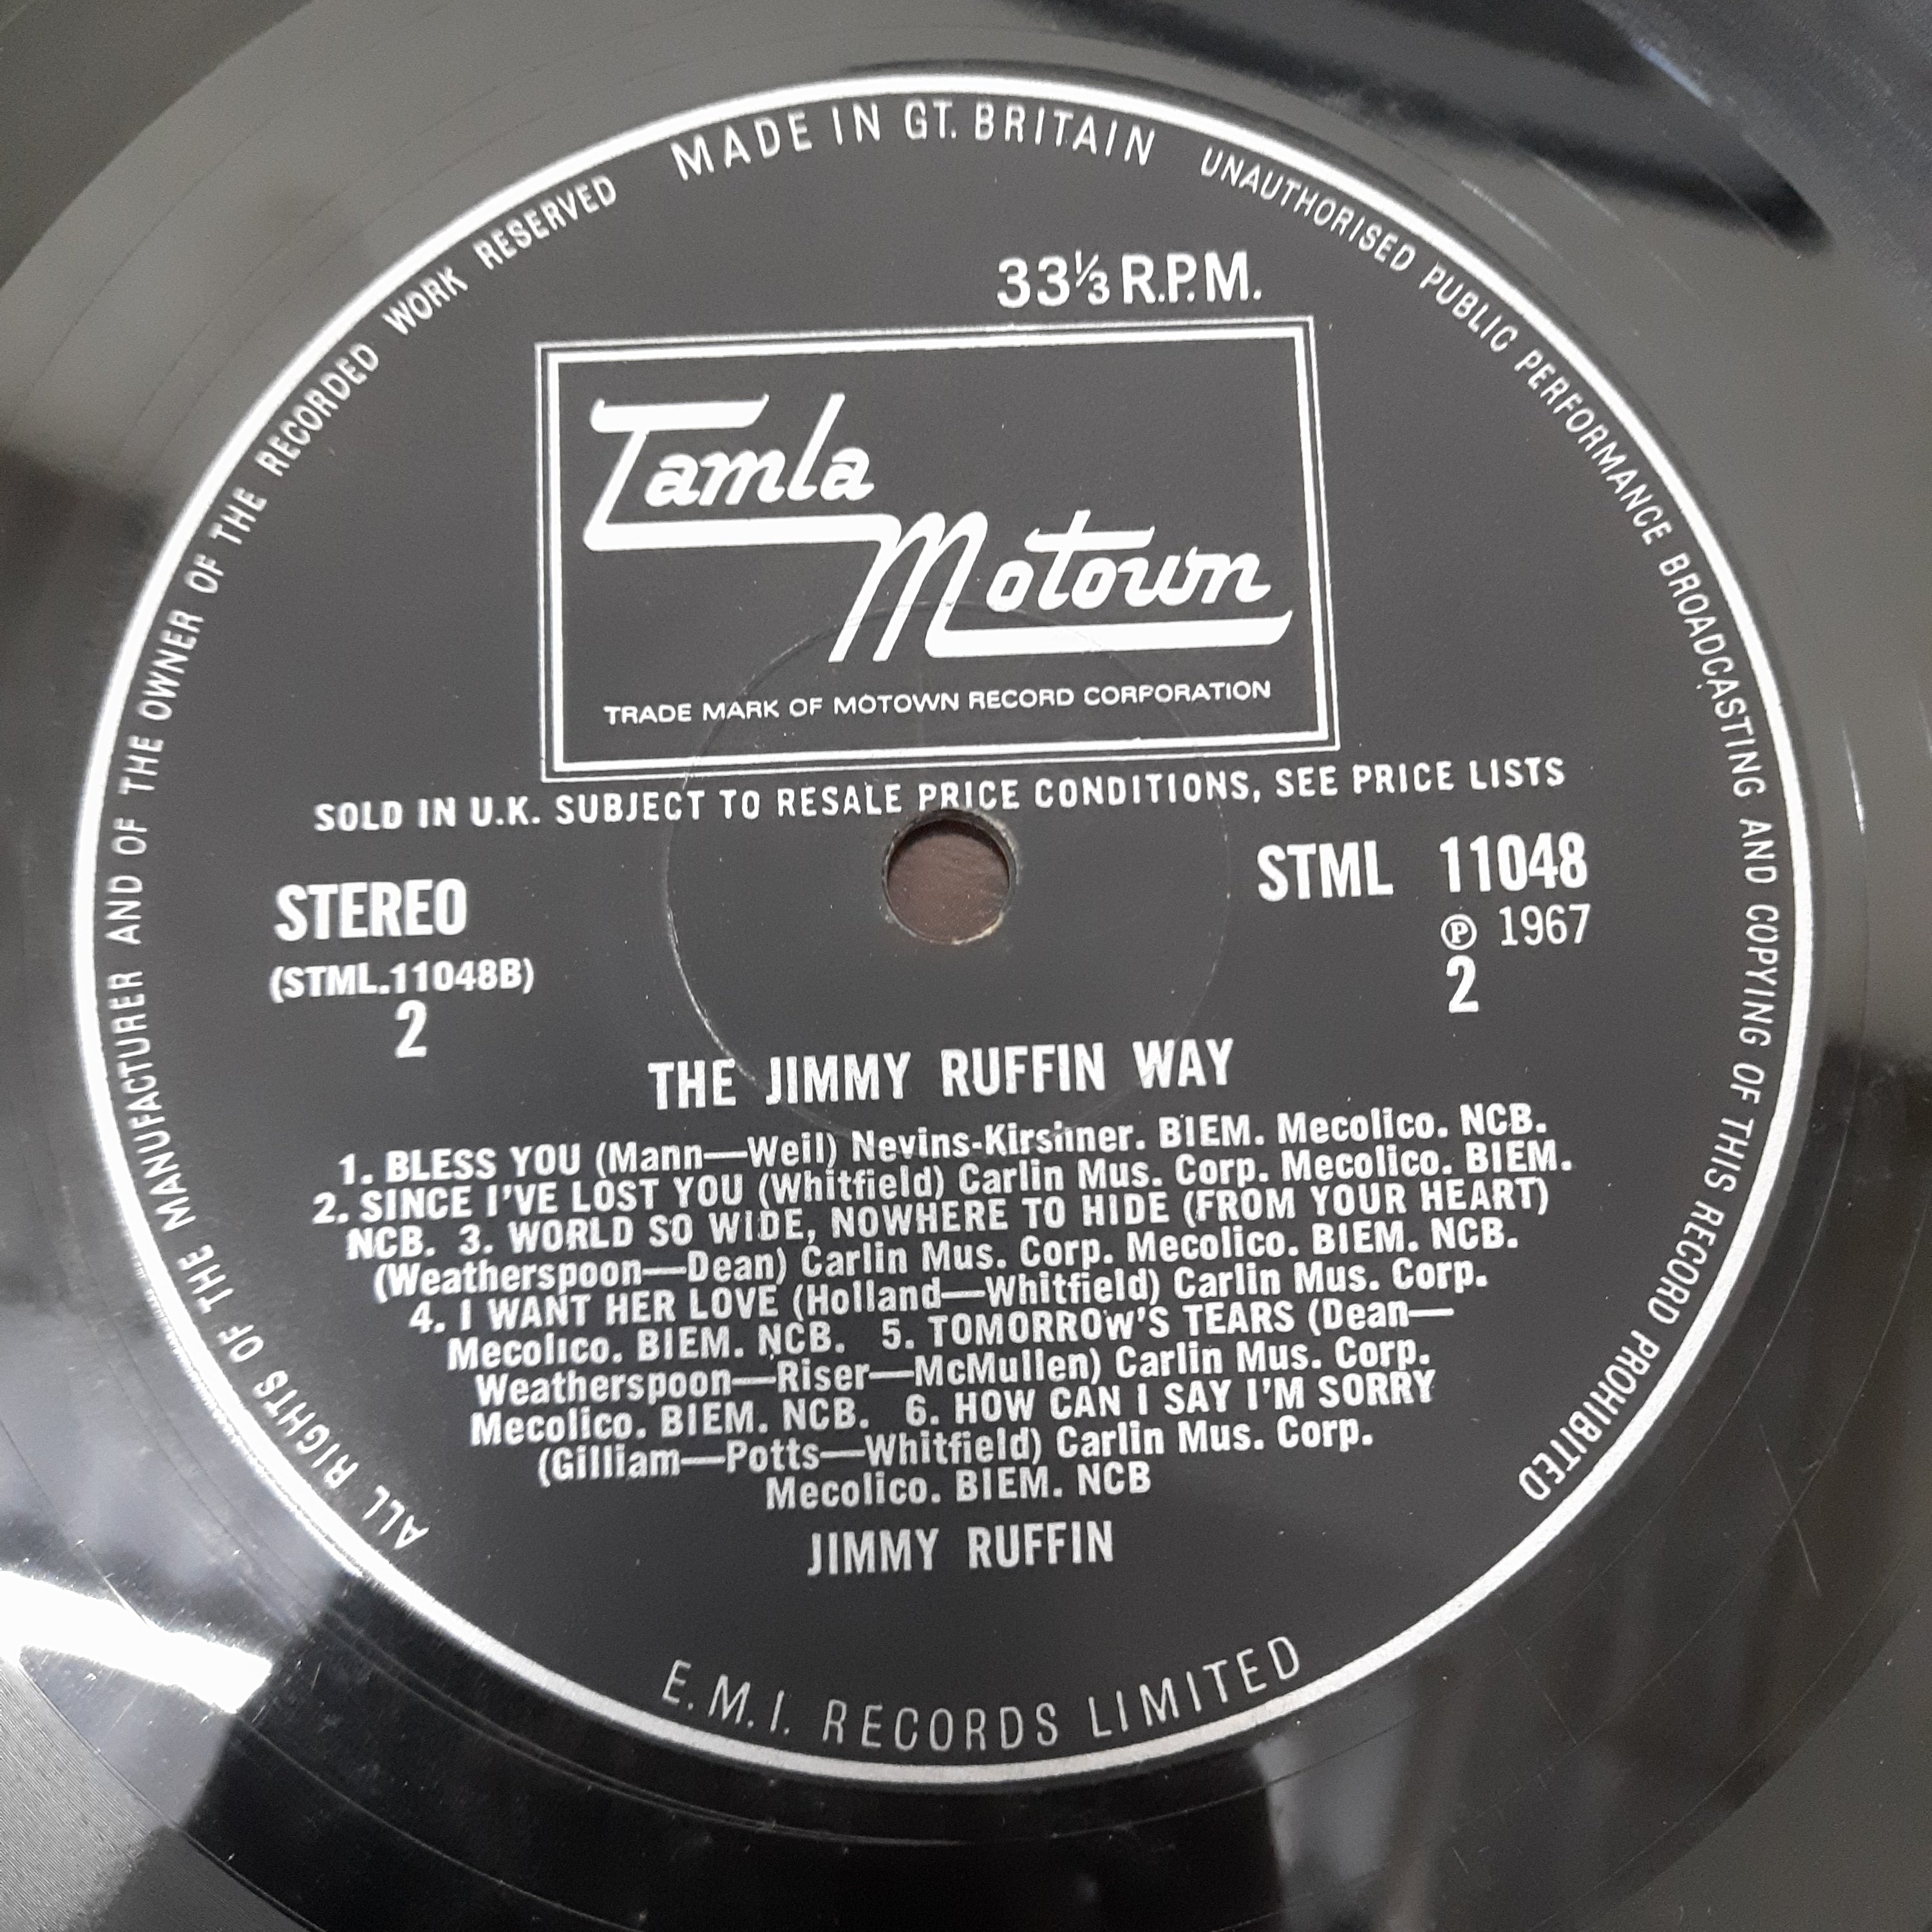 MADE IN GT. BRITAIN
UNAUTHORISED PUBLIC PERFORMANCE BROADCASTING AND COPYING OF THIS RECORD PROHIBITED
ALL RIGHTS OF THE MANUFACTURER AND OF THE OWNER OF THE RECORDED WORK RESERVED
33⅓ R.P.M.
Tamla
Motown
TRADE MARK OF MOTOWN RECORD CORPORATION
SOLD IN U.K. SUBJECT TO RESALE PRICE CONDITIONS, SEE PRICE LISTS
STEREO
(STML.11048B)
2
STML 11048
Ⓟ 1967
2
THE JIMMY RUFFIN WAY
1. BLESS YOU (Mann—Weil) Nevins-Kirshner. BIEM. Mecolico. NCB.
2. SINCE I'VE LOST YOU (Whitfield) Carlin Mus. Corp. Mecolico. BIEM.
NCB. 3. WORLD SO WIDE, NOWHERE TO HIDE (FROM YOUR HEART)
(Weatherspoon—Dean) Carlin Mus. Corp. Mecolico. BIEM. NCB.
4. I WANT HER LOVE (Holland—Whitfield) Carlin Mus. Corp.
Mecolico. BIEM. NCB. 5. TOMORROW'S TEARS (Dean—
Weatherspoon—Riser—McMullen) Carlin Mus. Corp.
Mecolico. BIEM. NCB. 6. HOW CAN I SAY I'M SORRY
(Gilliam—Potts—Whitfield) Carlin Mus. Corp.
Mecolico. BIEM. NCB
JIMMY RUFFIN
E.M.I. RECORDS LIMITED